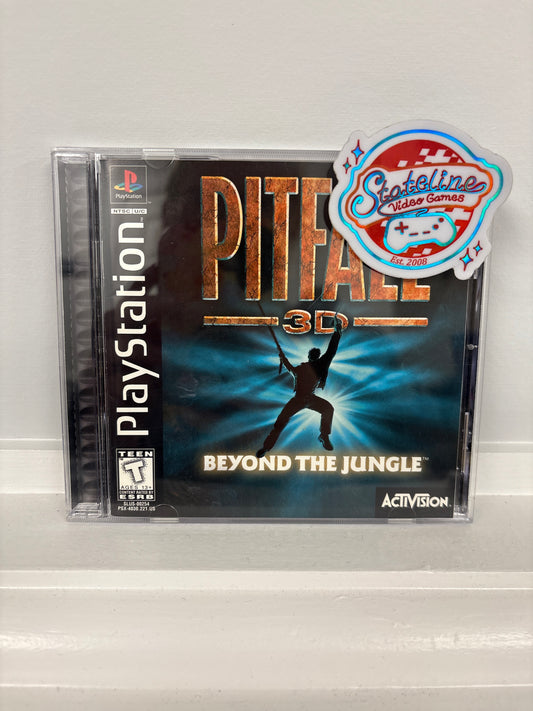 PlayStation
NTSC U/C
PlayStation
PITFALL
3D
BEYOND THE JUNGLE™
TEEN
T
AGES 13+
CONTENT RATED BY
ESRB
SLUS-00254
PSX-4030.221.US
ACTIVISION.
Stateline
Video Games
Est. 2008